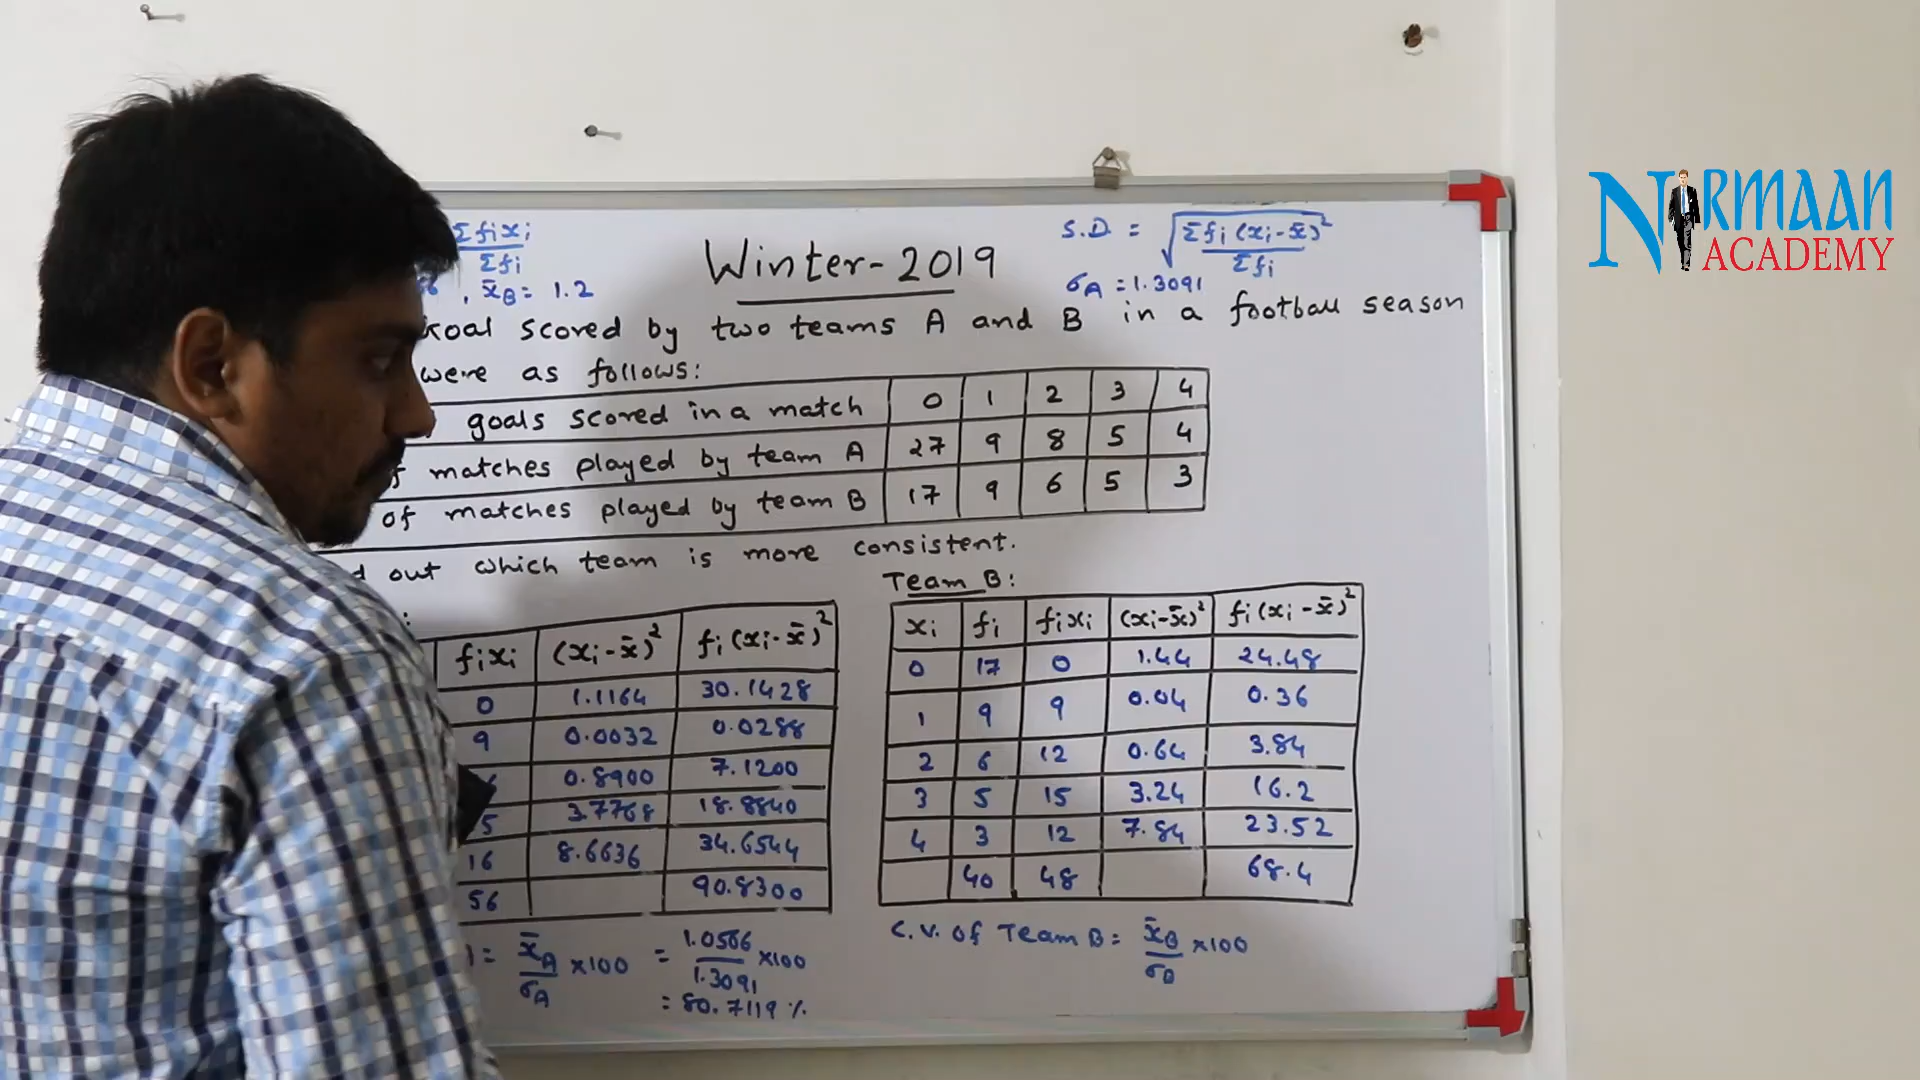 Σfixi
Σfi
, x̄B = 1.2
Winter-2019
S.D. = √Σfi (xi-x̄)²
Σfi
σA = 1.3091
NIRMAAN
ACADEMY
Goal scored by two teams A and B in a football season
were as follows:
goals scored in a match 0 1 2 3 4
matches played by team A 27 9 8 5 4
of matches played by team B 17 9 6 5 3
out which team is more consistent.
fixi (xi-x̄)² fi(xi-x̄)²
0 1.1164 30.1428
9 0.0032 0.0288
0.8900 7.1200
5 3.7768 18.8840
16 8.6636 34.6544
56 90.8300
= x̄A/σA ×100 = 1.0566/1.3091 ×100
= 80.7119 %
Team B:
xi fi fixi (xi-x̄)² fi(xi-x̄)²
0 17 0 1.44 24.48
1 9 9 0.04 0.36
2 6 12 0.64 3.84
3 5 15 3.24 16.2
4 3 12 7.84 23.52
40 48 68.4
C.V. of Team B = x̄B/σB ×100